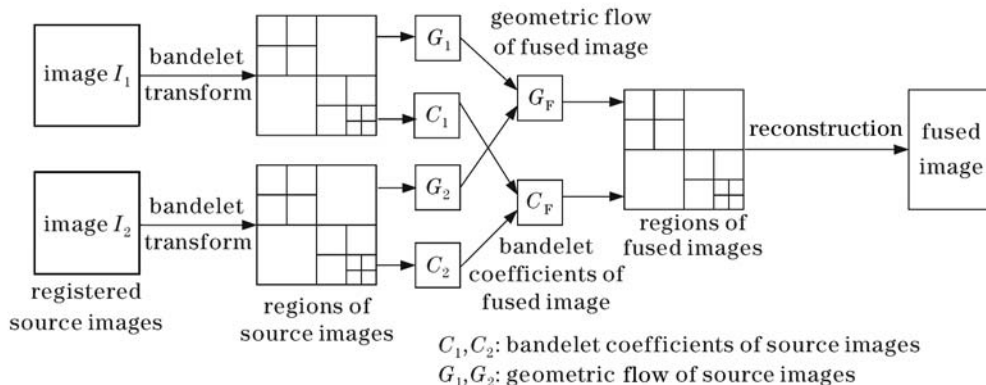 image I₁
bandelet
transform
G₁
C₁
geometric flow
of fused image
G_F
reconstruction
fused
image
image I₂
bandelet
transform
G₂
C₂
C_F
bandelet
coefficients of
fused image
regions of
fused images
registered
source images
regions of
source images
C₁,C₂: bandelet coefficients of source images
G₁,G₂: geometric flow of source images